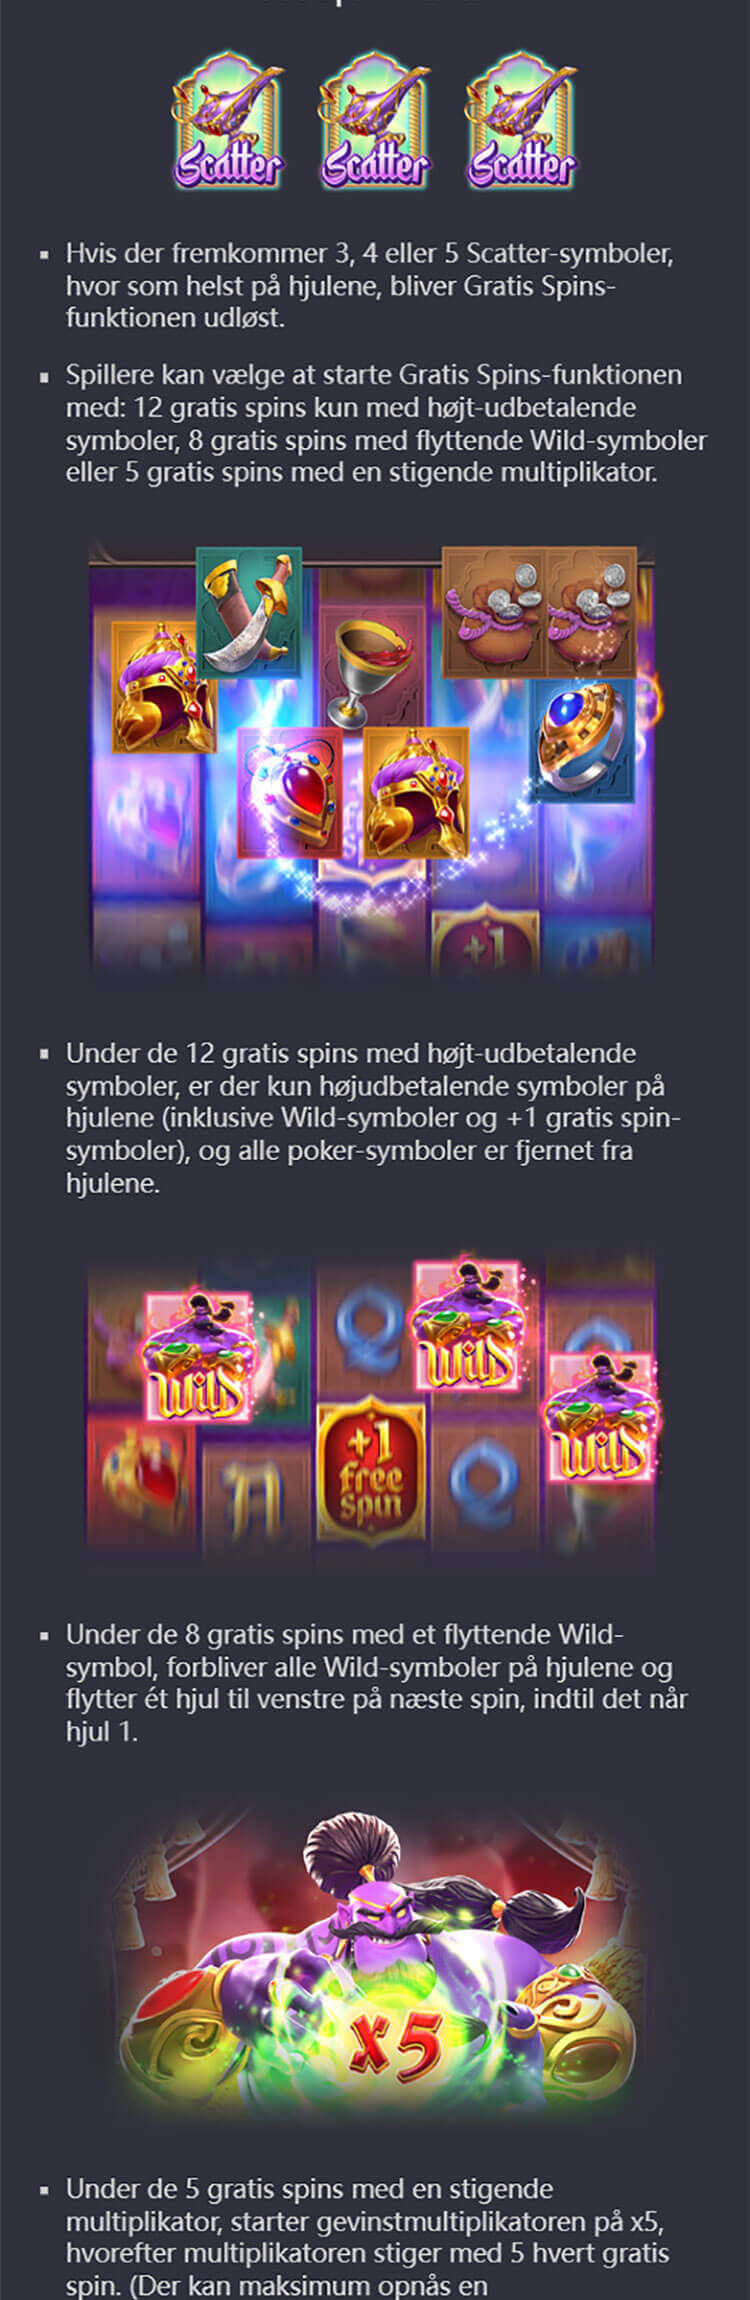 Scatter Scatter Scatter
Hvis der fremkommer 3, 4 eller 5 Scatter-symboler,
hvor som helst på hjulene, bliver Gratis Spins-
funktionen udløst.
Spillere kan vælge at starte Gratis Spins-funktionen
med: 12 gratis spins kun med højt-udbetalende
symboler, 8 gratis spins med flyttende Wild-symboler
eller 5 gratis spins med en stigende multiplikator.
+1
Under de 12 gratis spins med højt-udbetalende
symboler, er der kun højudbetalende symboler på
hjulene (inklusive Wild-symboler og +1 gratis spin-
symboler), og alle poker-symboler er fjernet fra
hjulene.
Q
Wild Wild
Wild
+1
free
spin
A Q
Under de 8 gratis spins med et flyttende Wild-
symbol, forbliver alle Wild-symboler på hjulene og
flytter ét hjul til venstre på næste spin, indtil det når
hjul 1.
x5
Under de 5 gratis spins med en stigende
multiplikator, starter gevinstmultiplikatoren på x5,
hvorefter multiplikatoren stiger med 5 hvert gratis
spin. (Der kan maksimum opnås en